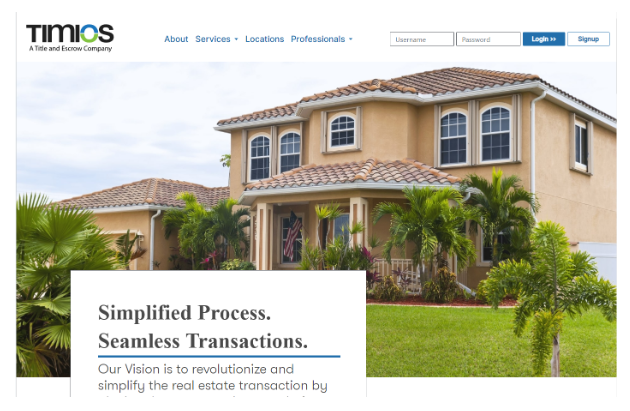 TIMIOS
A Title and Escrow Company
About Services Locations Professionals
Username Password Login >> Signup
Simplified Process.
Seamless Transactions.
Our Vision is to revolutionize and
simplify the real estate transaction by